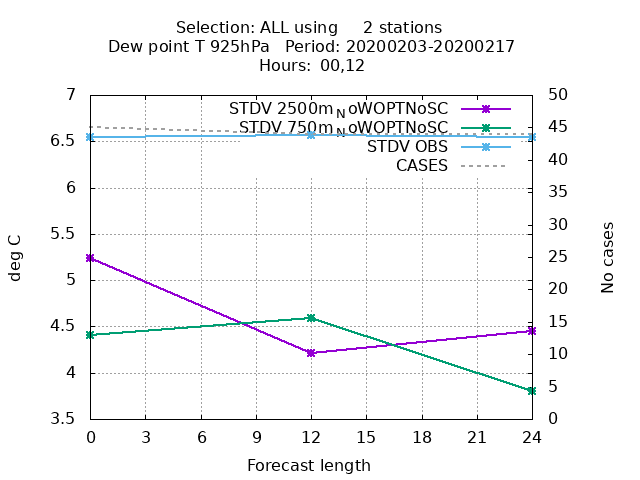 Selection: ALL using     2 stations
Dew point T 925hPa   Period: 20200203-20200217
Hours:  00,12
7
6.5
6
5.5
5
4.5
4
3.5
deg C
50
45
40
35
30
25
20
15
10
5
0
No cases
STDV 2500m_NoWOPTNoSC
STDV 750m_NoWOPTNoSC
STDV OBS
CASES
0 3 6 9 12 15 18 21 24
Forecast length